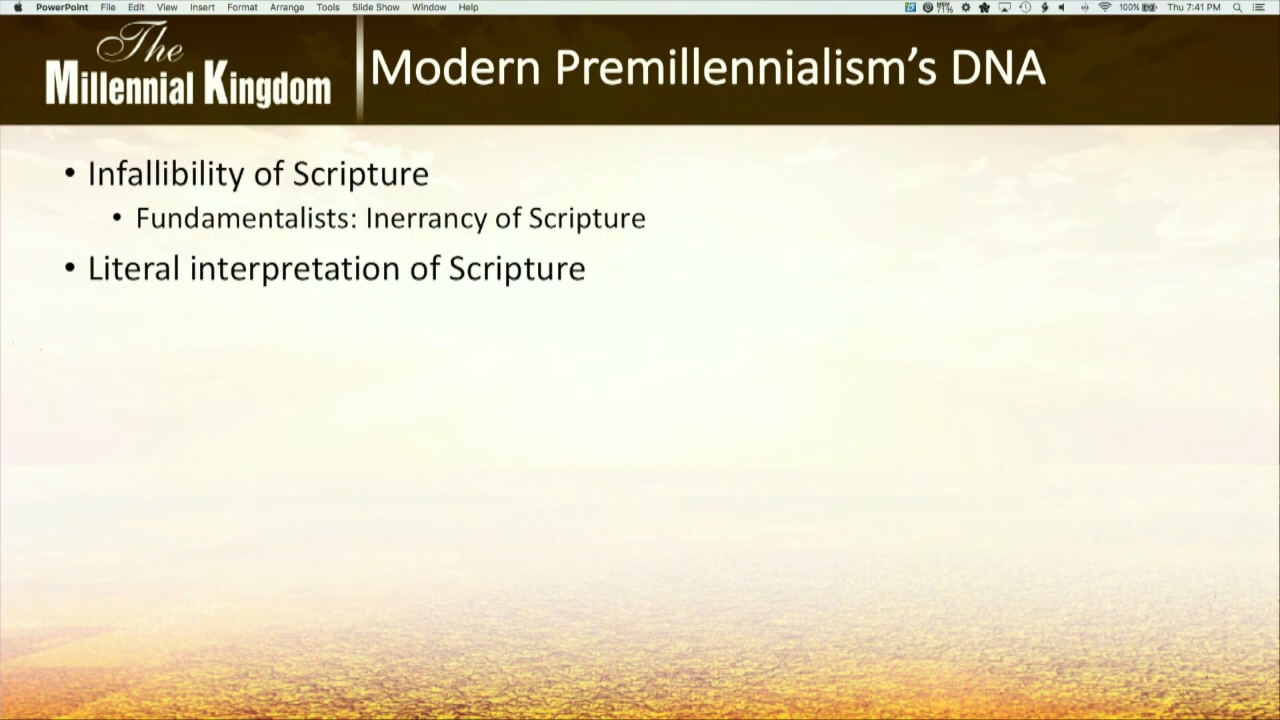 PowerPoint File Edit View Insert Format Arrange Tools Slide Show Window Help 71% 100% Thu 7:41 PM
The
Millennial Kingdom
Modern Premillennialism's DNA
• Infallibility of Scripture
• Fundamentalists: Inerrancy of Scripture
• Literal interpretation of Scripture